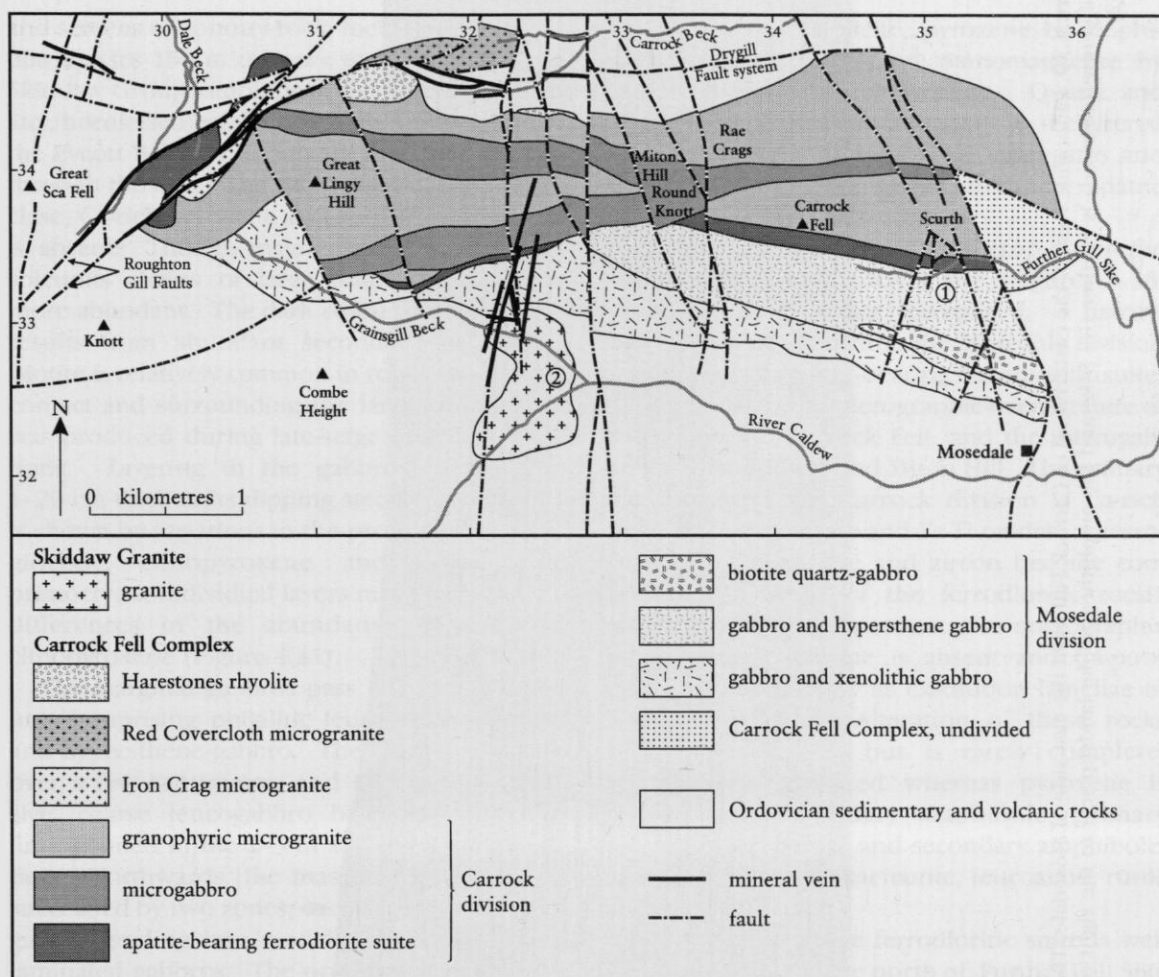 30
31
32
33
34
35
36
Dale Beck
Carrock Beck
Drygill
Fault system
34
Great
Sca Fell
Great
Lingy
Hill
Rae
Crags
Miton
Hill
Round
Knott
Carrock
Fell
Scurth
Further Gill Sike
Roughton
Gill Faults
①
33
Knott
Grainsgill Beck
②
Combe
Height
River Caldew
Mosedale
N
32
0 kilometres 1
Skiddaw Granite
granite
Carrock Fell Complex
Harestones rhyolite
Red Covercloth microgranite
Iron Crag microgranite
granophyric microgranite
microgabbro
apatite-bearing ferrodiorite suite
Carrock
division
biotite quartz-gabbro
gabbro and hypersthene gabbro
gabbro and xenolithic gabbro
Mosedale
division
Carrock Fell Complex, undivided
Ordovician sedimentary and volcanic rocks
mineral vein
fault